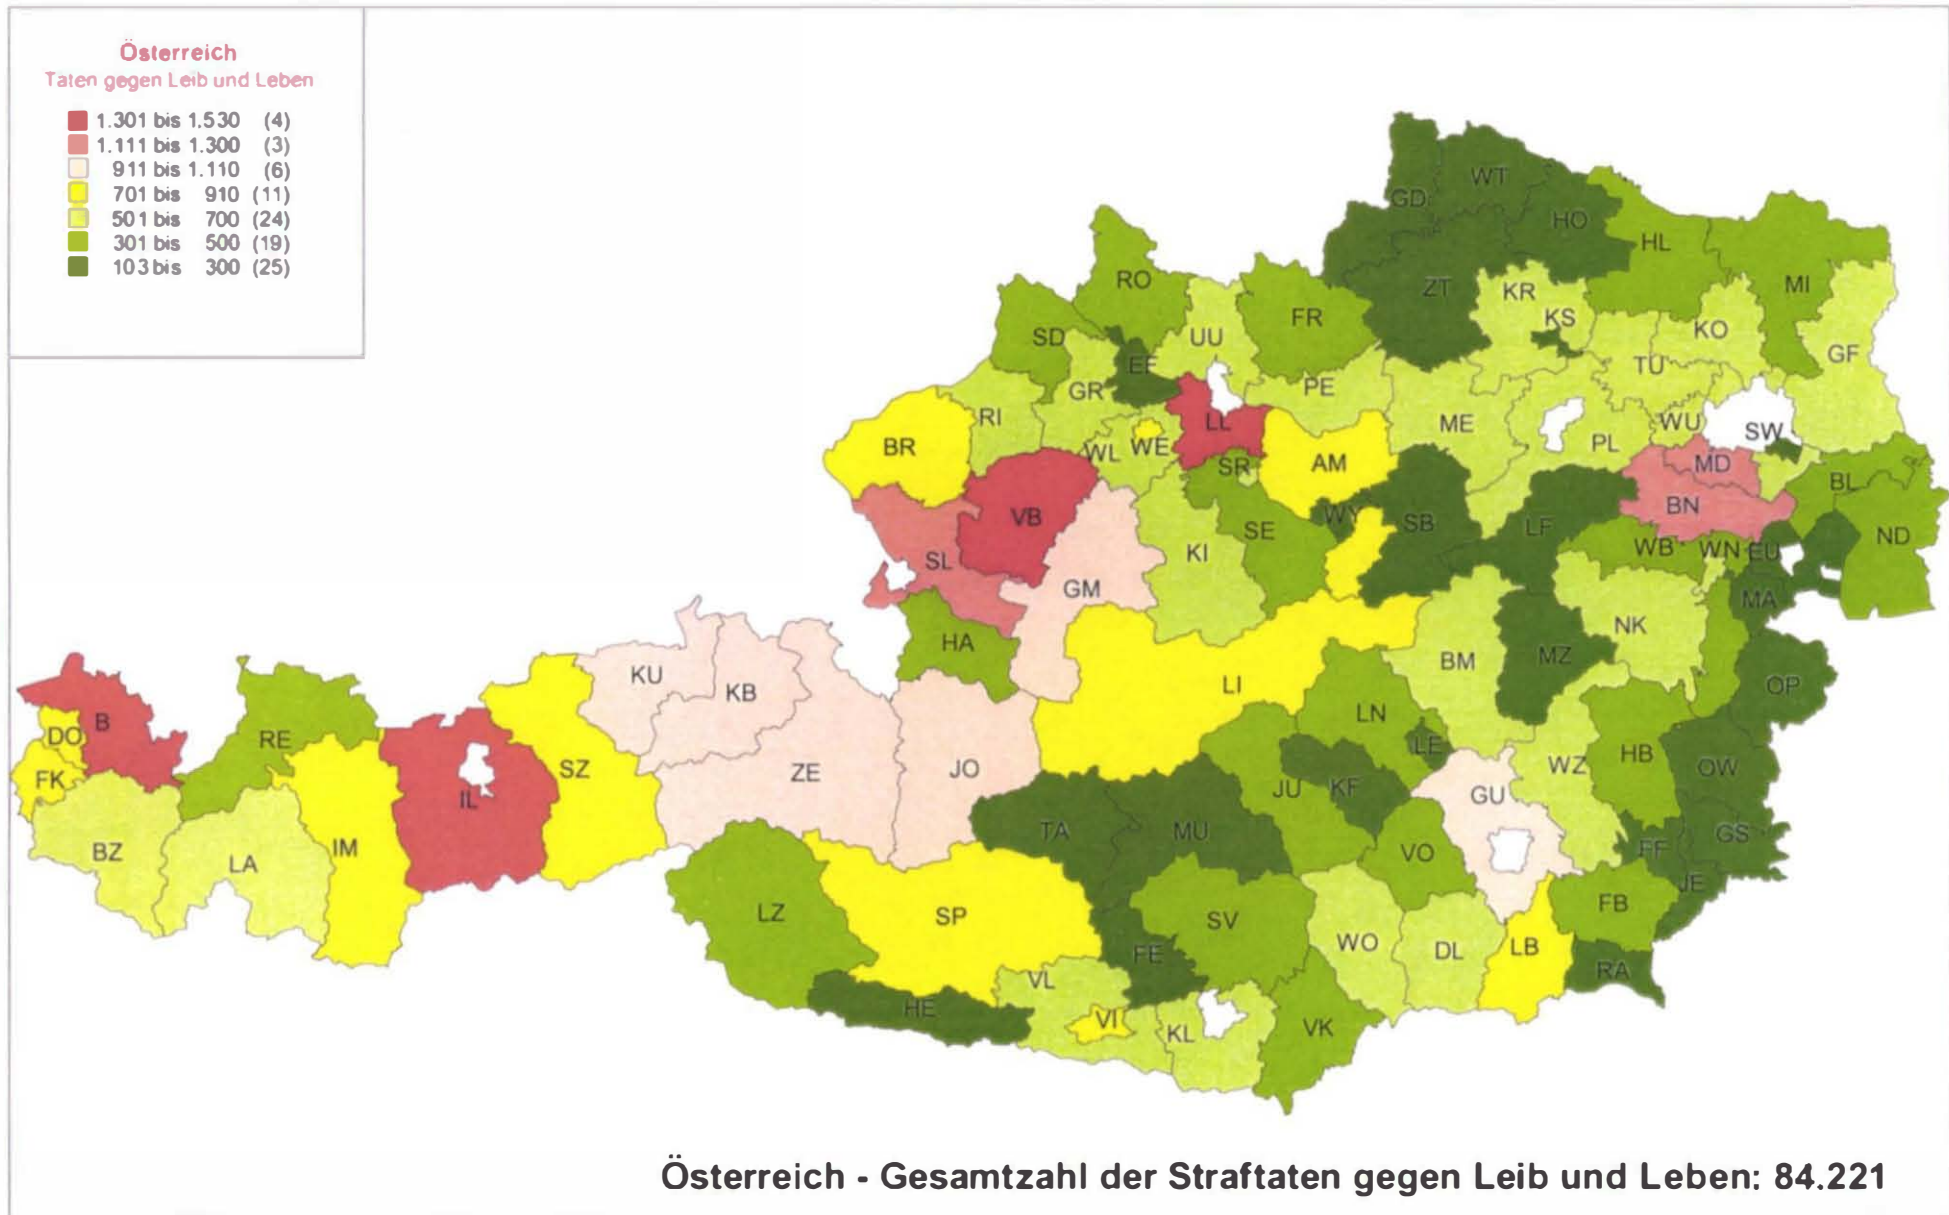 Österreich
Taten gegen Leib und Leben
1.301 bis 1.530 (4)
1.111 bis 1.300 (3)
911 bis 1.110 (6)
701 bis 910 (11)
501 bis 700 (24)
301 bis 500 (19)
103 bis 300 (25)
WT
GD
HO
HL
RO
ZT
MI
KR
FR
KS
KO
SD
UU
GF
EF
TU
GR
PE
RI
LL
ME
WU
SW
BR
WL
WE
PL
SR
AM
MD
BL
BN
VB
WY
SB
LF
SE
ND
KI
WB
WN
EU
SL
GM
MA
NK
HA
MZ
BM
KU
LI
OP
KB
LN
B
DO
RE
LE
HB
FK
SZ
ZE
JO
WZ
OW
IL
JU
KF
GU
TA
MU
GS
IM
FF
BZ
VO
LA
JE
FB
LZ
SP
SV
WO
DL
LB
FE
RA
VL
HE
VI
KL
VK
Österreich - Gesamtzahl der Straftaten gegen Leib und Leben: 84.221